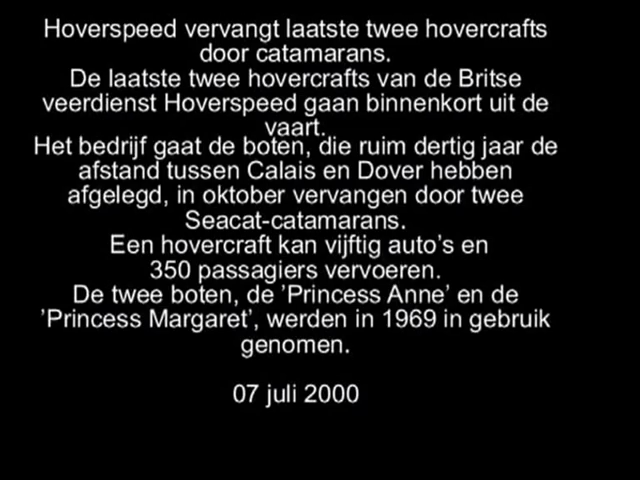 Hoverspeed vervangt laatste twee hovercrafts
door catamarans.
De laatste twee hovercrafts van de Britse
veerdienst Hoverspeed gaan binnenkort uit de
vaart.
Het bedrijf gaat de boten, die ruim dertig jaar de
afstand tussen Calais en Dover hebben
afgelegd, in oktober vervangen door twee
Seacat-catamarans.
Een hovercraft kan vijftig auto's en
350 passagiers vervoeren.
De twee boten, de 'Princess Anne' en de
'Princess Margaret', werden in 1969 in gebruik
genomen.
07 juli 2000